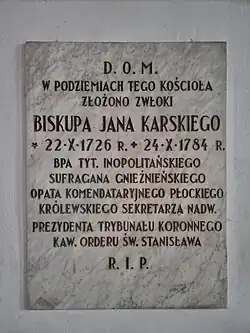 D. O. M.
W PODZIEMIACH TEGO KOŚCIOŁA
ZŁOŻONO ZWŁOKI
BISKUPA JANA KARSKIEGO
* 22·X·1726 R. + 24·X·1784 R.
BPA TYT. INOPOLITAŃSKIEGO
SUFRAGANA GNIEŹNIEŃSKIEGO
OPATA KOMENDATARYJNEGO PŁOCKIEGO
KRÓLEWSKIEGO SEKRETARZA NADW.
PREZYDENTA TRYBUNAŁU KORONNEGO
KAW. ORDERU ŚW. STANISŁAWA
R. I. P.